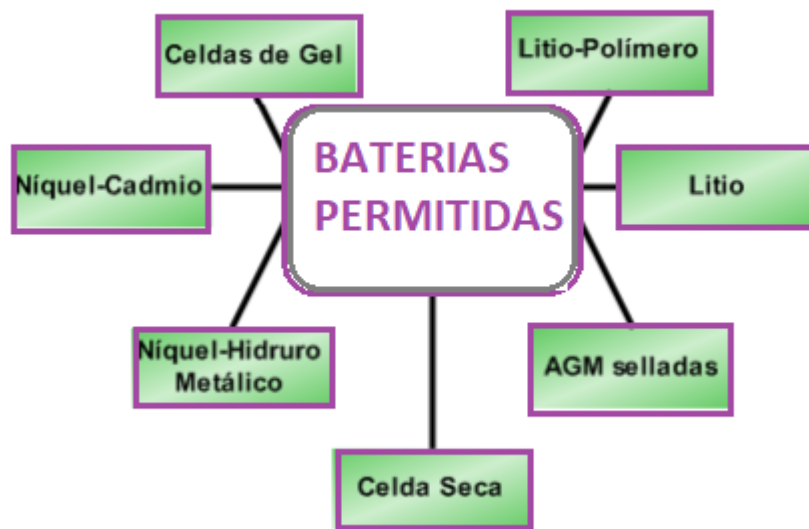 Celdas de Gel
Litio-Polímero
BATERIAS
PERMITIDAS
Níquel-Cadmio
Litio
Níquel-Hidruro
Metálico
AGM selladas
Celda Seca